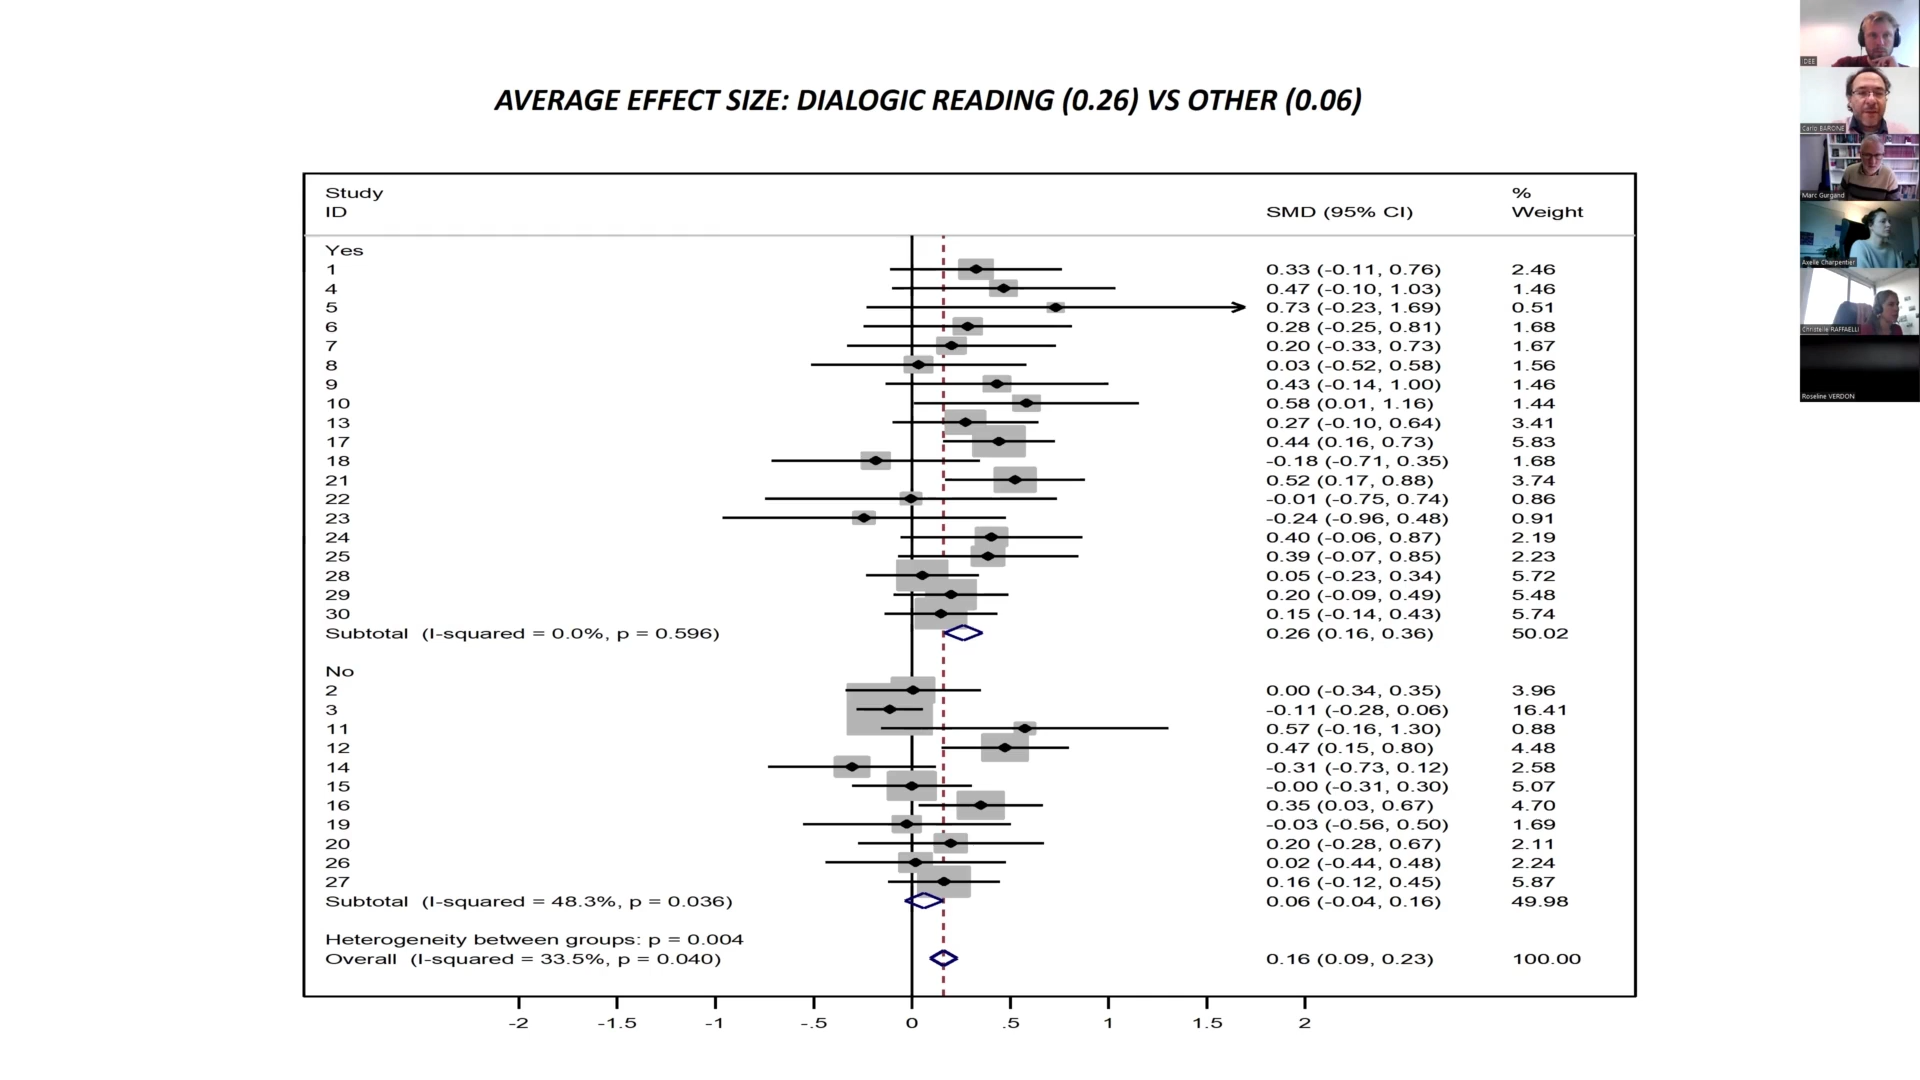 AVERAGE EFFECT SIZE: DIALOGIC READING (0.26) VS OTHER (0.06)
Study %
ID SMD (95% CI) Weight
Yes
1 0.33 (-0.11, 0.76) 2.46
4 0.47 (-0.10, 1.03) 1.46
5 0.73 (-0.23, 1.69) 0.51
6 0.28 (-0.25, 0.81) 1.68
7 0.20 (-0.33, 0.73) 1.67
8 0.03 (-0.52, 0.58) 1.56
9 0.43 (-0.14, 1.00) 1.46
10 0.58 (0.01, 1.16) 1.44
13 0.27 (-0.10, 0.64) 3.41
17 0.44 (0.16, 0.73) 5.83
18 -0.18 (-0.71, 0.35) 1.68
21 0.52 (0.17, 0.88) 3.74
22 -0.01 (-0.75, 0.74) 0.86
23 -0.24 (-0.96, 0.48) 0.91
24 0.40 (-0.06, 0.87) 2.19
25 0.39 (-0.07, 0.85) 2.23
28 0.05 (-0.23, 0.34) 5.72
29 0.20 (-0.09, 0.49) 5.48
30 0.15 (-0.14, 0.43) 5.74
Subtotal (I-squared = 0.0%, p = 0.596) 0.26 (0.16, 0.36) 50.02
No
2 0.00 (-0.34, 0.35) 3.96
3 -0.11 (-0.28, 0.06) 16.41
11 0.57 (-0.16, 1.30) 0.88
12 0.47 (0.15, 0.80) 4.48
14 -0.31 (-0.73, 0.12) 2.58
15 -0.00 (-0.31, 0.30) 5.07
16 0.35 (0.03, 0.67) 4.70
19 -0.03 (-0.56, 0.50) 1.69
20 0.20 (-0.28, 0.67) 2.11
26 0.02 (-0.44, 0.48) 2.24
27 0.16 (-0.12, 0.45) 5.87
Subtotal (I-squared = 48.3%, p = 0.036) 0.06 (-0.04, 0.16) 49.98
Heterogeneity between groups: p = 0.004
Overall (I-squared = 33.5%, p = 0.040) 0.16 (0.09, 0.23) 100.00
-2 -1.5 -1 -.5 0 .5 1 1.5 2
IDEE
Carlo BARONE
Marc Gurgand
Axelle Charpentier
Christelle RAFFAELLI
Roseline VERDON